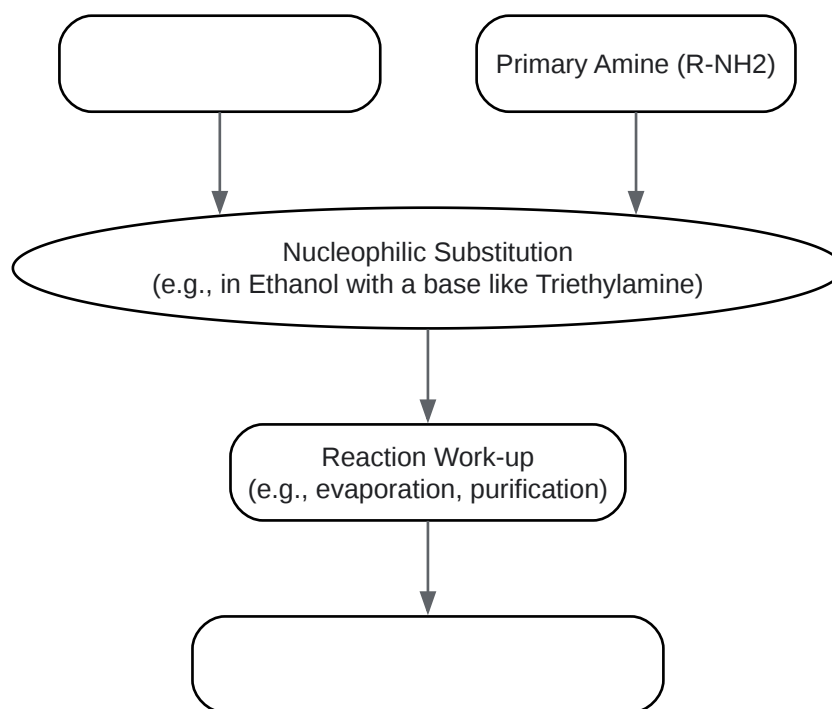 Primary Amine (R-NH2)
Nucleophilic Substitution
(e.g., in Ethanol with a base like Triethylamine)
Reaction Work-up
(e.g., evaporation, purification)